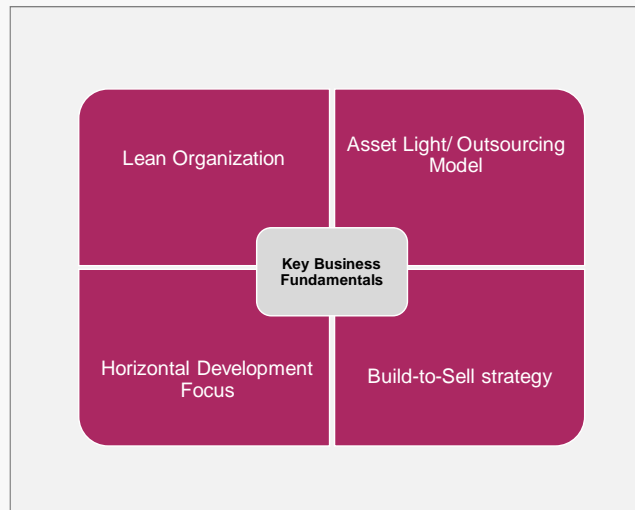 Lean Organization
Asset Light/ Outsourcing
Model
Key Business
Fundamentals
Horizontal Development
Focus
Build-to-Sell strategy